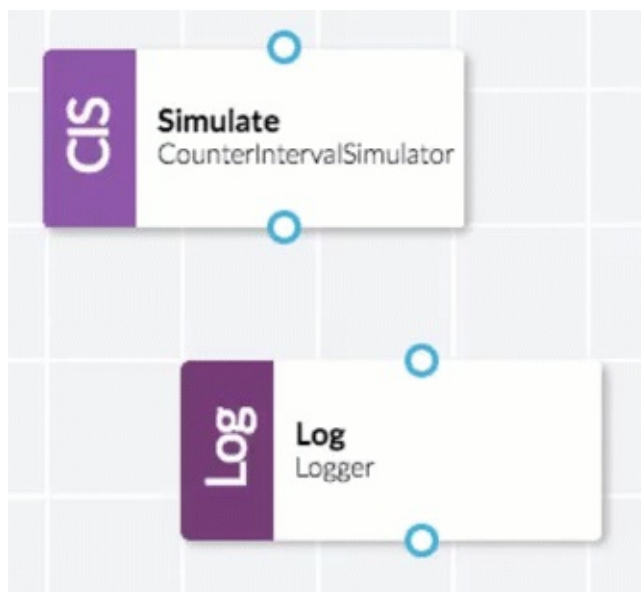 CIS
Simulate
CounterIntervalSimulator
Log
Log
Logger